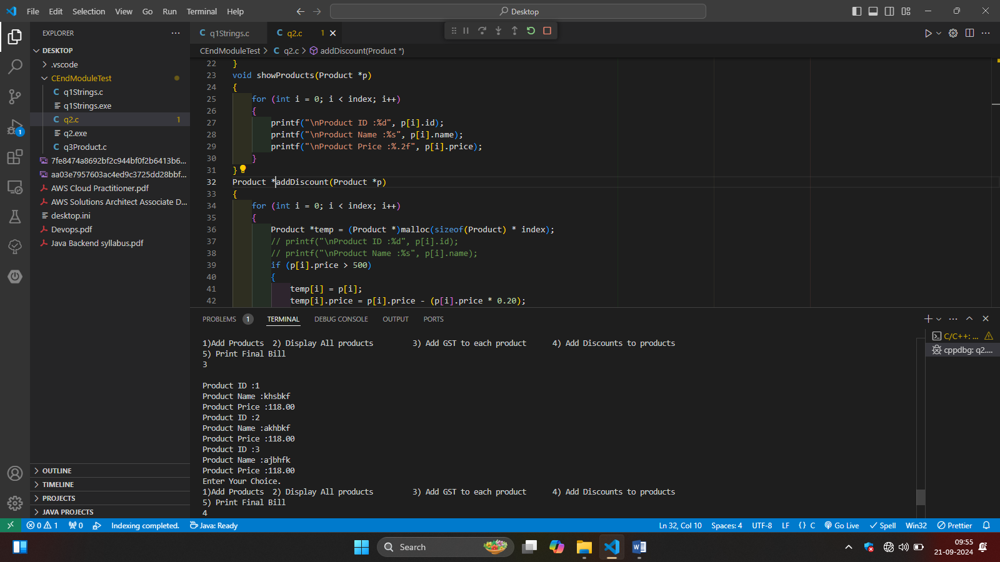 File Edit Selection View Go Run Terminal Help
Desktop
EXPLORER
DESKTOP
.vscode
CEndModuleTest
C q1Strings.c
q1Strings.exe
C q2.c 1
q2.exe
C q3Product.c
7fe8474a8692bf2c944bf0f2b6413b6...
aa03e7957603ac4ed9c3725dd28bbf...
AWS Cloud Practitioner.pdf
AWS Solutions Architect Associate D...
desktop.ini
Devops.pdf
Java Backend syllabus.pdf
1
OUTLINE
TIMELINE
PROJECTS
JAVA PROJECTS
C q1Strings.c
C q2.c 1
CEndModuleTest > C q2.c > addDiscount(Product *)
22 }
23 void showProducts(Product *p)
24 {
25 for (int i = 0; i < index; i++)
26 {
27 printf("\nProduct ID :%d", p[i].id);
28 printf("\nProduct Name :%s", p[i].name);
29 printf("\nProduct Price :%.2f", p[i].price);
30 }
31 }
32 Product *addDiscount(Product *p)
33 {
34 for (int i = 0; i < index; i++)
35 {
36 Product *temp = (Product *)malloc(sizeof(Product) * index);
37 // printf("\nProduct ID :%d", p[i].id);
38 // printf("\nProduct Name :%s", p[i].name);
39 if (p[i].price > 500)
40 {
41 temp[i] = p[i];
42 temp[i].price = p[i].price - (p[i].price * 0.20);
PROBLEMS 1 TERMINAL DEBUG CONSOLE OUTPUT PORTS
1)Add Products 2) Display All products 3) Add GST to each product 4) Add Discounts to products
5) Print Final Bill
3
Product ID :1
Product Name :khsbkf
Product Price :118.00
Product ID :2
Product Name :akhbkf
Product Price :118.00
Product ID :3
Product Name :ajbhfk
Product Price :118.00
Enter Your Choice.
1)Add Products 2) Display All products 3) Add GST to each product 4) Add Discounts to products
5) Print Final Bill
4
C/C++: ...
cppdbg: q2....
0 1 0 Indexing completed. Java: Ready
Ln 32, Col 10 Spaces: 4 UTF-8 LF {} C Go Live Spell Win32 Prettier
Search
09:55
21-09-2024